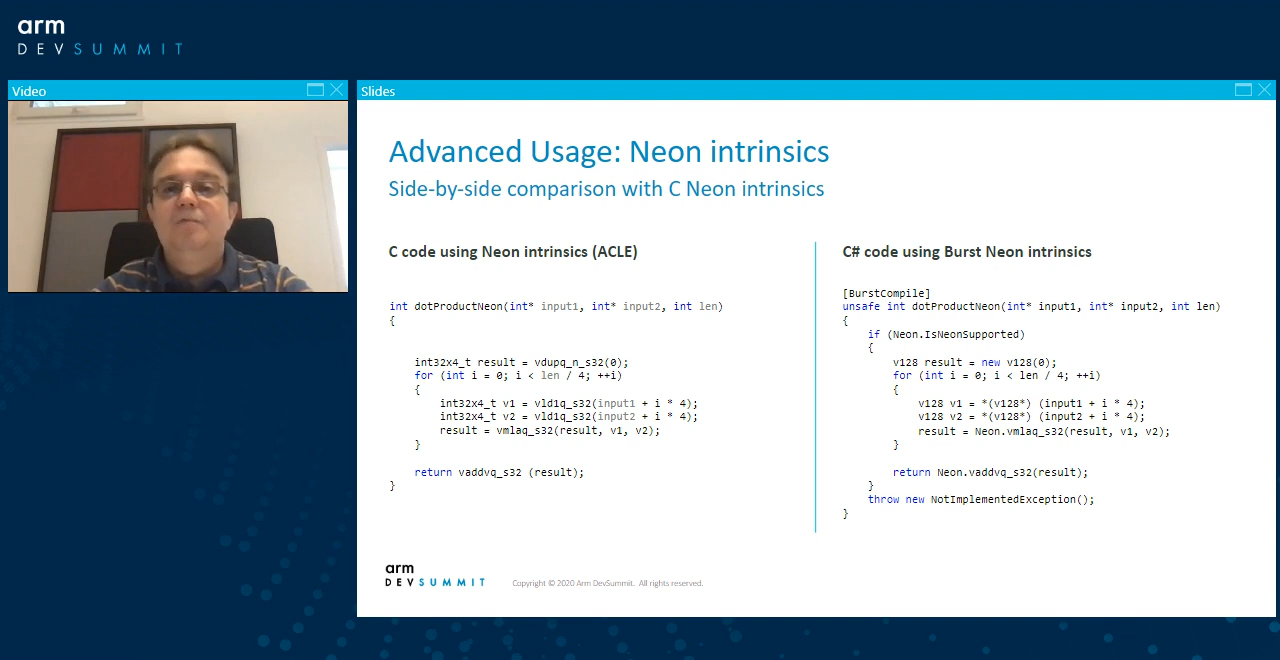 arm
DEVSUMMIT
Video
Slides
Advanced Usage: Neon intrinsics
Side-by-side comparison with C Neon intrinsics
C code using Neon intrinsics (ACLE)
int dotProductNeon(int* input1, int* input2, int len)
{
int32x4_t result = vdupq_n_s32(0);
for (int i = 0; i < len / 4; ++i)
{
int32x4_t v1 = vld1q_s32(input1 + i * 4);
int32x4_t v2 = vld1q_s32(input2 + i * 4);
result = vmlaq_s32(result, v1, v2);
}
return vaddvq_s32 (result);
}
C# code using Burst Neon intrinsics
[BurstCompile]
unsafe int dotProductNeon(int* input1, int* input2, int len)
{
if (Neon.IsNeonSupported)
{
v128 result = new v128(0);
for (int i = 0; i < len / 4; ++i)
{
v128 v1 = *(v128*) (input1 + i * 4);
v128 v2 = *(v128*) (input2 + i * 4);
result = Neon.vmlaq_s32(result, v1, v2);
}
return Neon.vaddvq_s32(result);
}
throw new NotImplementedException();
}
arm
DEVSUMMIT
Copyright © 2020 Arm DevSummit. All rights reserved.